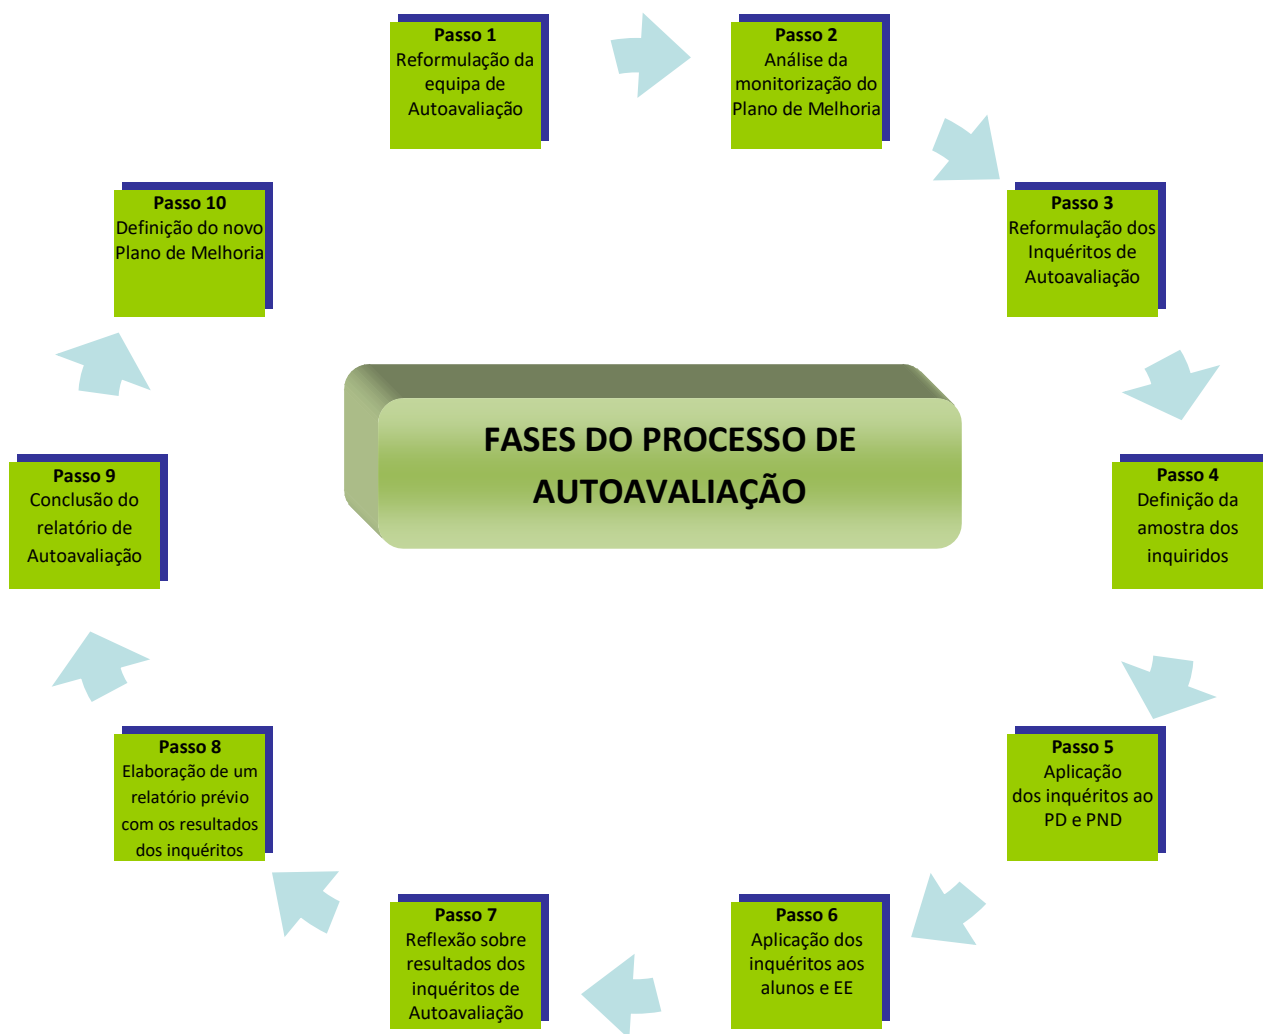 Passo 1
Reformulação da
equipa de
Autoavaliação
Passo 2
Análise da
monitorização do
Plano de Melhoria
Passo 3
Reformulação dos
Inquéritos de
Autoavaliação
Passo 4
Definição da
amostra dos
inquiridos
Passo 5
Aplicação
dos inquéritos ao
PD e PND
Passo 6
Aplicação dos
inquéritos aos
alunos e EE
Passo 7
Reflexão sobre
resultados dos
inquéritos de
Autoavaliação
Passo 8
Elaboração de um
relatório prévio
com os resultados
dos inquéritos
Passo 9
Conclusão do
relatório de
Autoavaliação
Passo 10
Definição do novo
Plano de Melhoria
FASES DO PROCESSO DE
AUTOAVALIAÇÃO